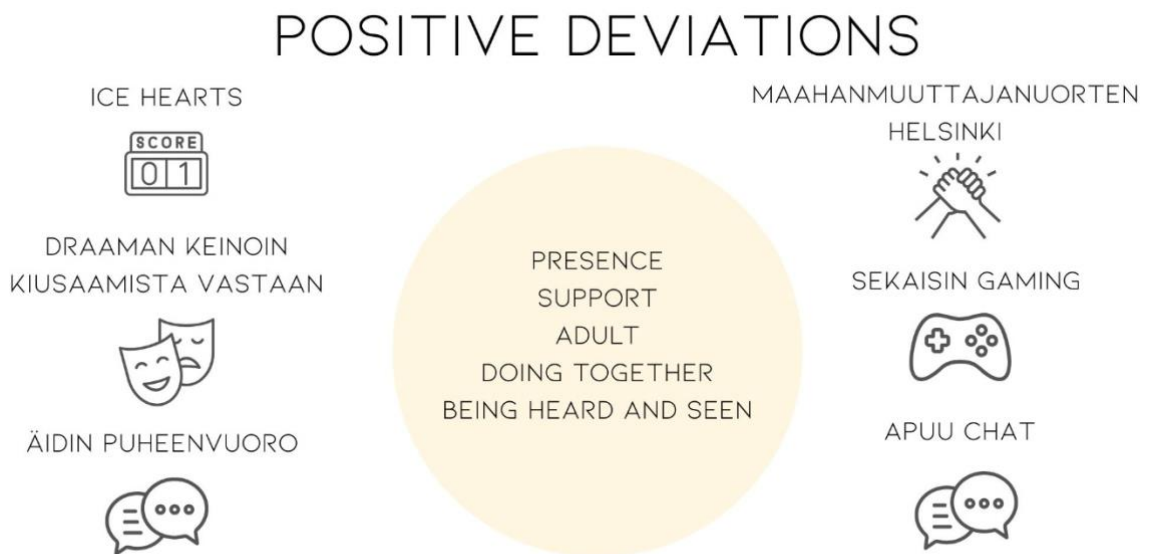 POSITIVE DEVIATIONS
ICE HEARTS
SCORE
0 1
DRAAMAN KEINOIN
KIUSAAMISTA VASTAAN
ÄIDIN PUHEENVUORO
PRESENCE
SUPPORT
ADULT
DOING TOGETHER
BEING HEARD AND SEEN
MAAHANMUUTTAJANUORTEN
HELSINKI
SEKAISIN GAMING
APUU CHAT